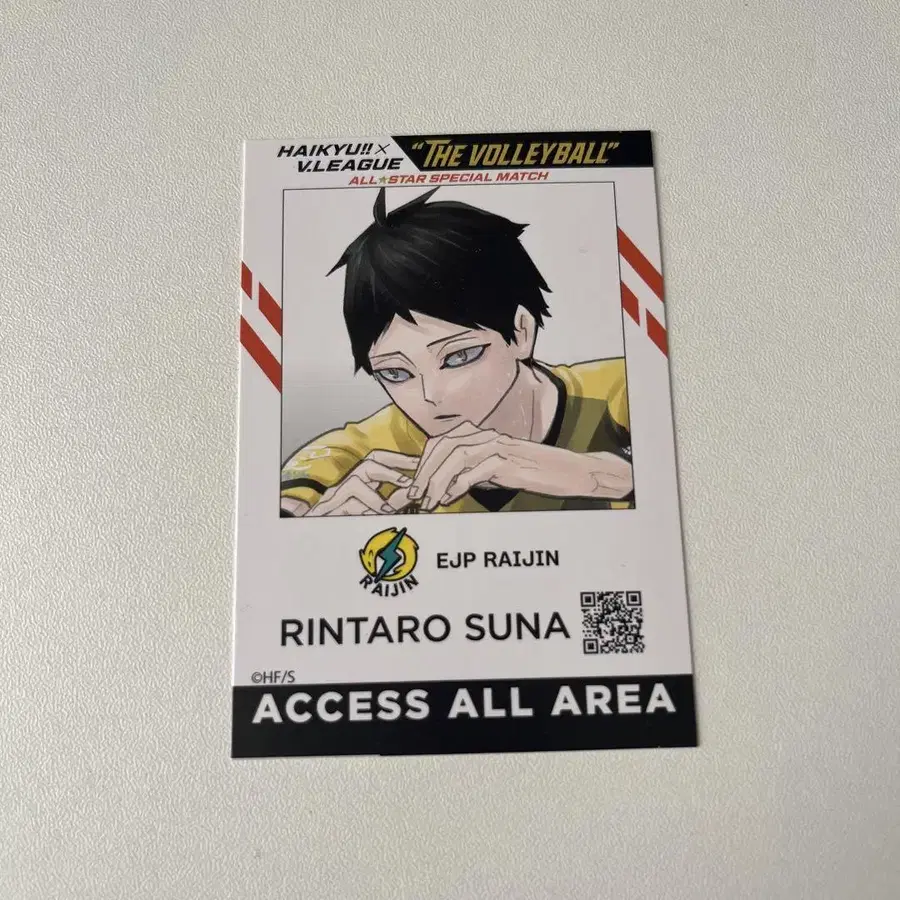 HAIKYU!! ×
V.LEAGUE
"THE VOLLEYBALL"
ALL★STAR SPECIAL MATCH
RAIJIN
EJP RAIJIN
RINTARO SUNA
©HF/S
ACCESS ALL AREA